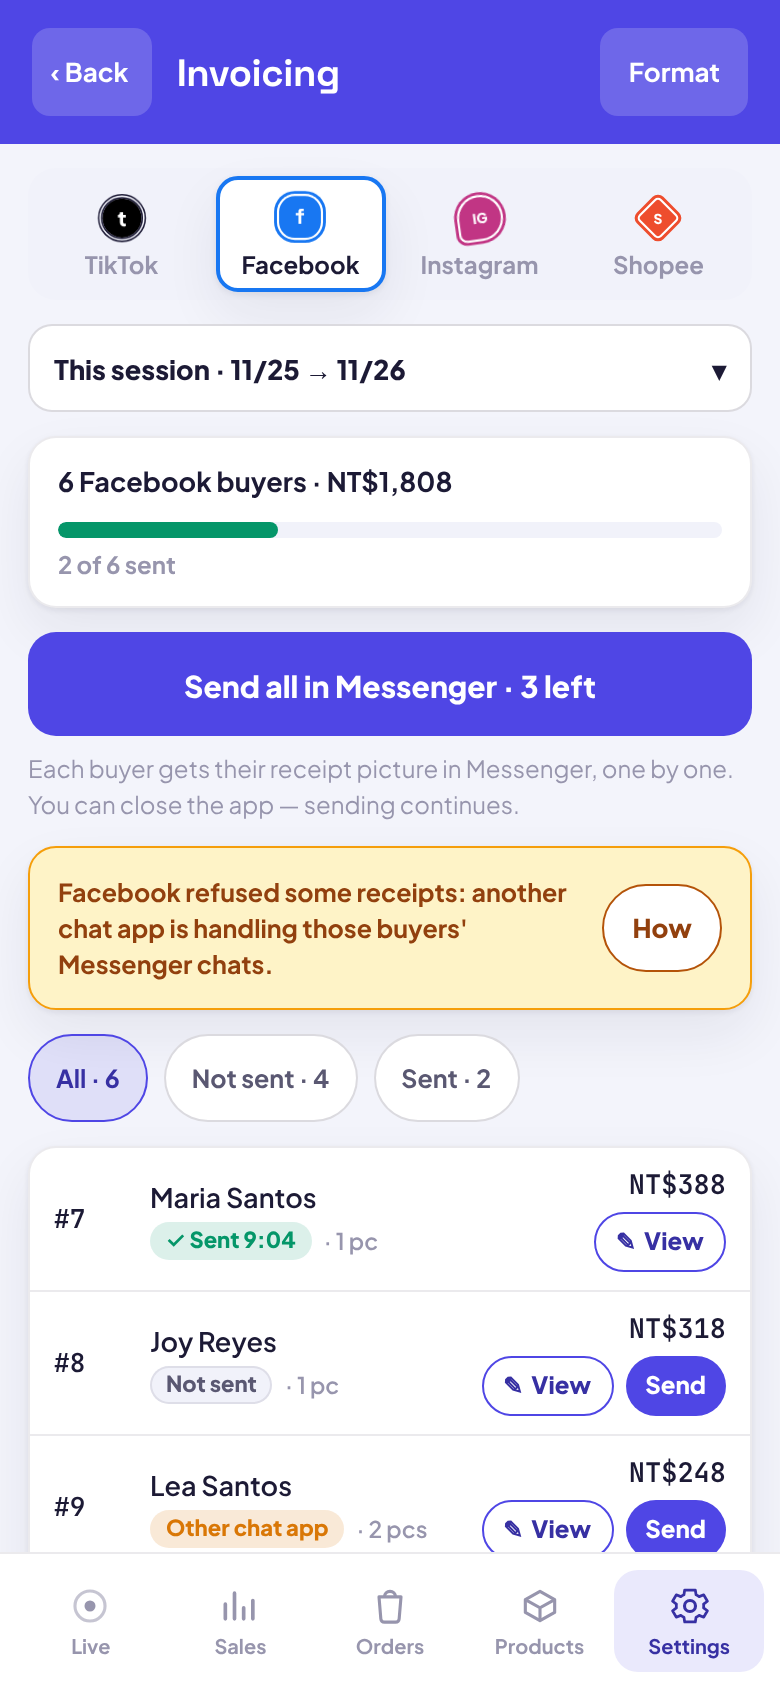 ‹ Back
Invoicing
Format
t
f
IG
S
TikTok
Facebook
Instagram
Shopee
This session · 11/25 → 11/26
▼
6 Facebook buyers · NT$1,808
2 of 6 sent
Send all in Messenger · 3 left
Each buyer gets their receipt picture in Messenger, one by one.
You can close the app — sending continues.
Facebook refused some receipts: another
chat app is handling those buyers'
Messenger chats.
How
All · 6
Not sent · 4
Sent · 2
#7
Maria Santos
✓ Sent 9:04 · 1 pc
NT$388
✎ View
#8
Joy Reyes
Not sent · 1 pc
NT$318
✎ View
Send
#9
Lea Santos
Other chat app · 2 pcs
NT$248
✎ View
Send
Live
Sales
Orders
Products
Settings